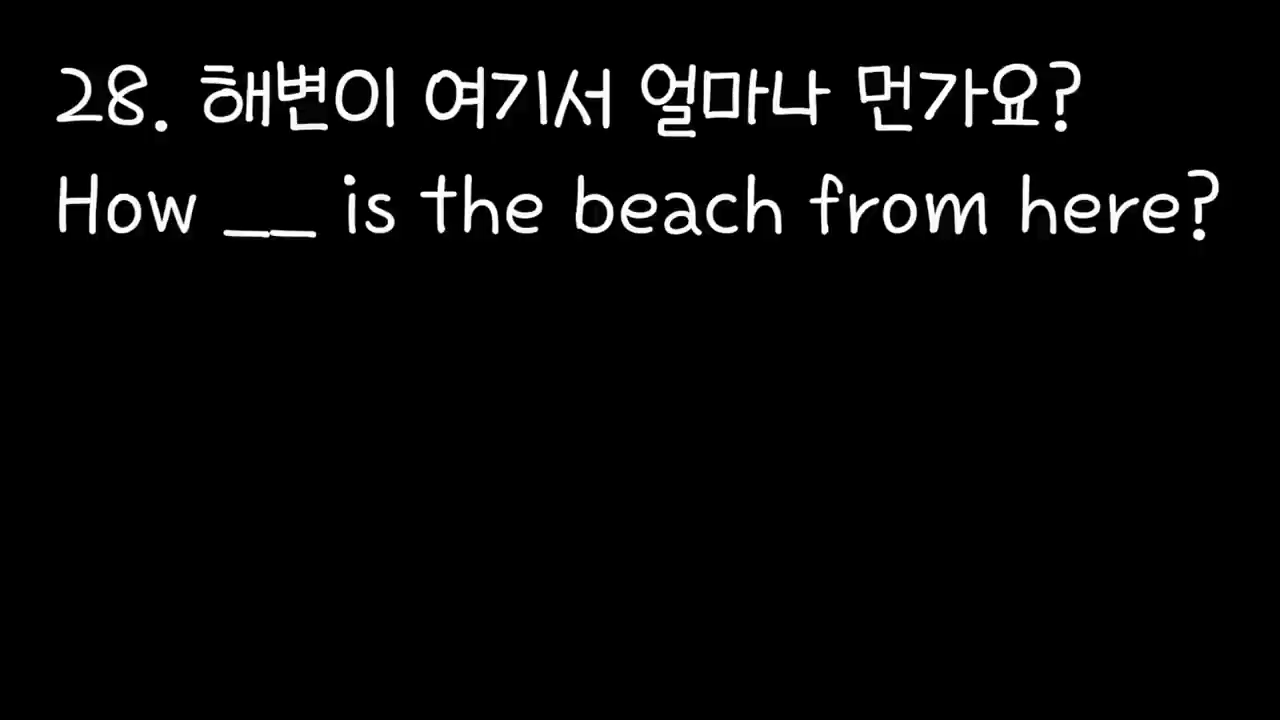 28. 해변이 여기서 얼마나 먼가요?
How __ is the beach from here?